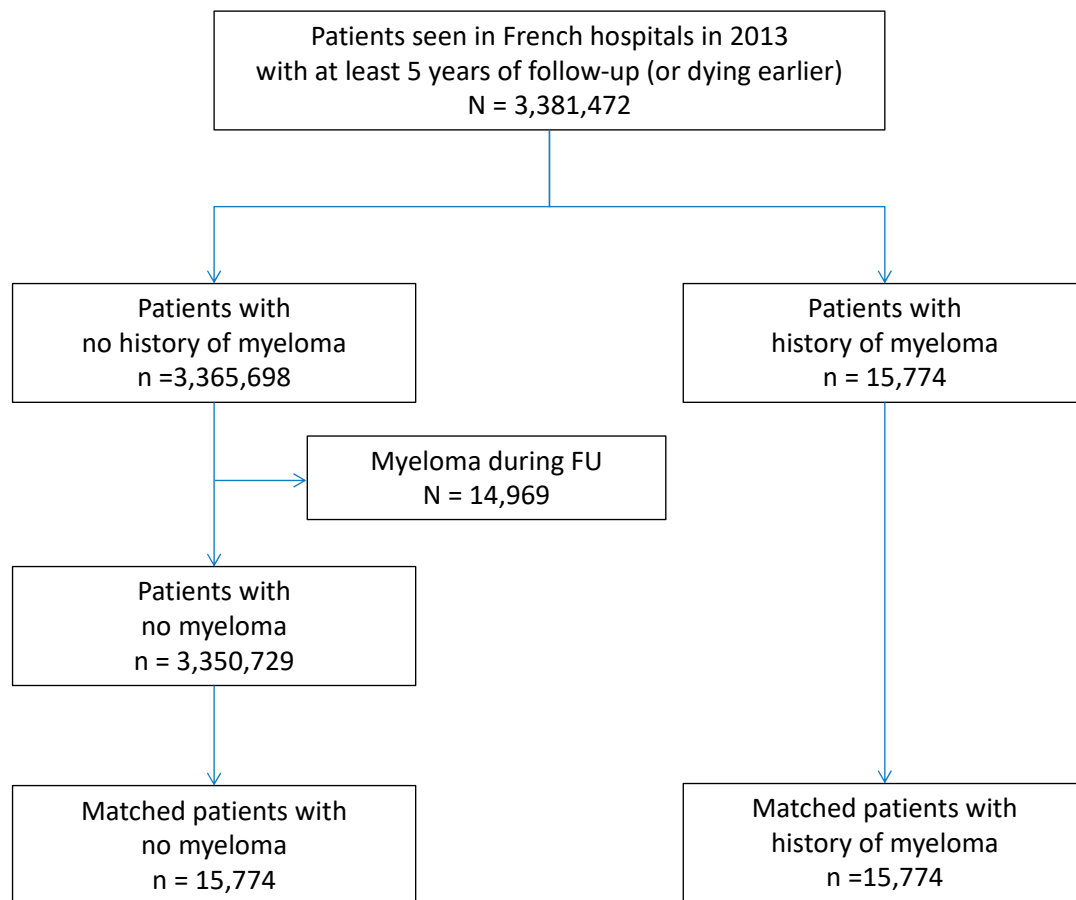 Patients seen in French hospitals in 2013
with at least 5 years of follow-up (or dying earlier)
N = 3,381,472
Patients with
no history of myeloma
n =3,365,698
Patients with
history of myeloma
n = 15,774
Myeloma during FU
N = 14,969
Patients with
no myeloma
n = 3,350,729
Matched patients with
no myeloma
n = 15,774
Matched patients with
history of myeloma
n =15,774